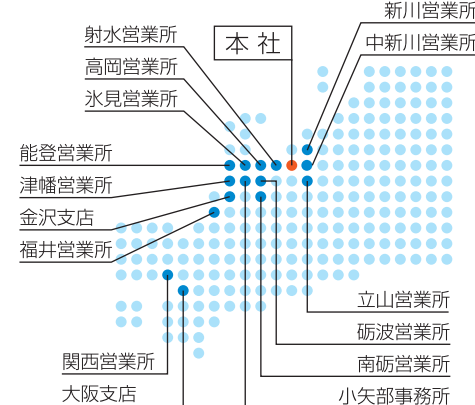 新川営業所
射水営業所
本社
中新川営業所
高岡営業所
氷見営業所
能登営業所
津幡営業所
金沢支店
福井営業所
立山営業所
砺波営業所
関西営業所
南砺営業所
大阪支店
小矢部事務所